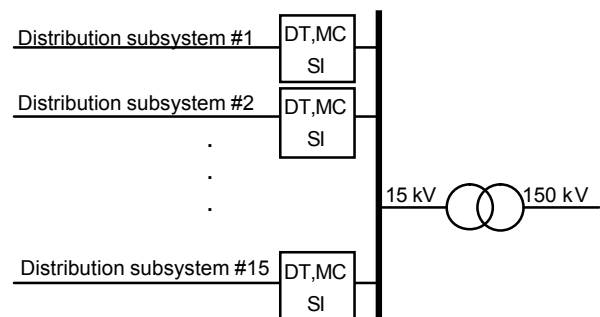 Distribution subsystem #1
DT,MC
SI
Distribution subsystem #2
DT,MC
SI
.
.
.
15 kV
150 kV
Distribution subsystem #15
DT,MC
SI